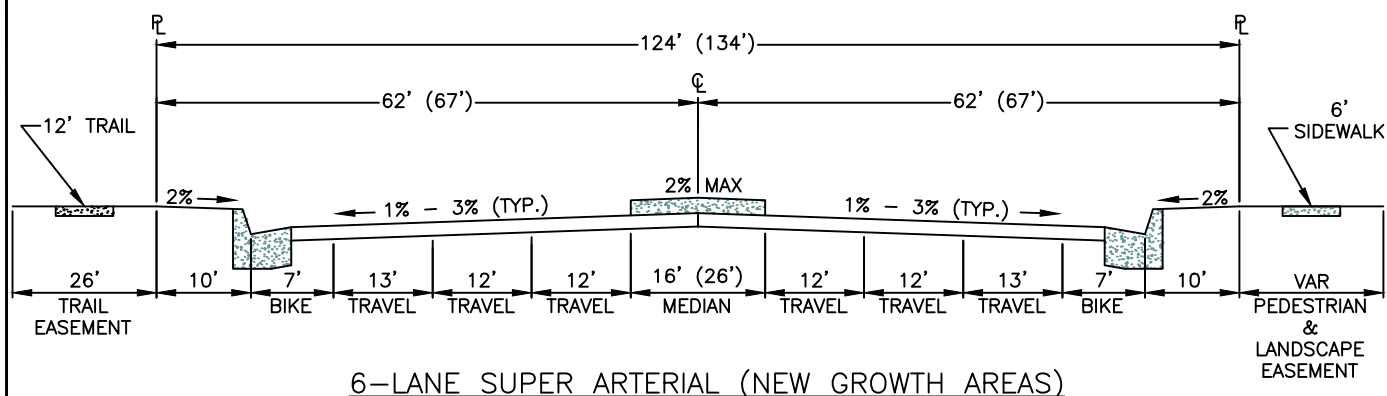 ℄ ℄
124' (134')
℄
62' (67') 62' (67')
12' TRAIL
6'
SIDEWALK
2% 2% MAX 2%
1% - 3% (TYP.) 1% - 3% (TYP.)
26' 10' 7' 13' 12' 12' 16' (26') 12' 12' 13' 7' 10' VAR
TRAIL BIKE TRAVEL TRAVEL TRAVEL MEDIAN TRAVEL TRAVEL TRAVEL BIKE PEDESTRIAN
EASEMENT &
LANDSCAPE
EASEMENT
6-LANE SUPER ARTERIAL (NEW GROWTH AREAS)